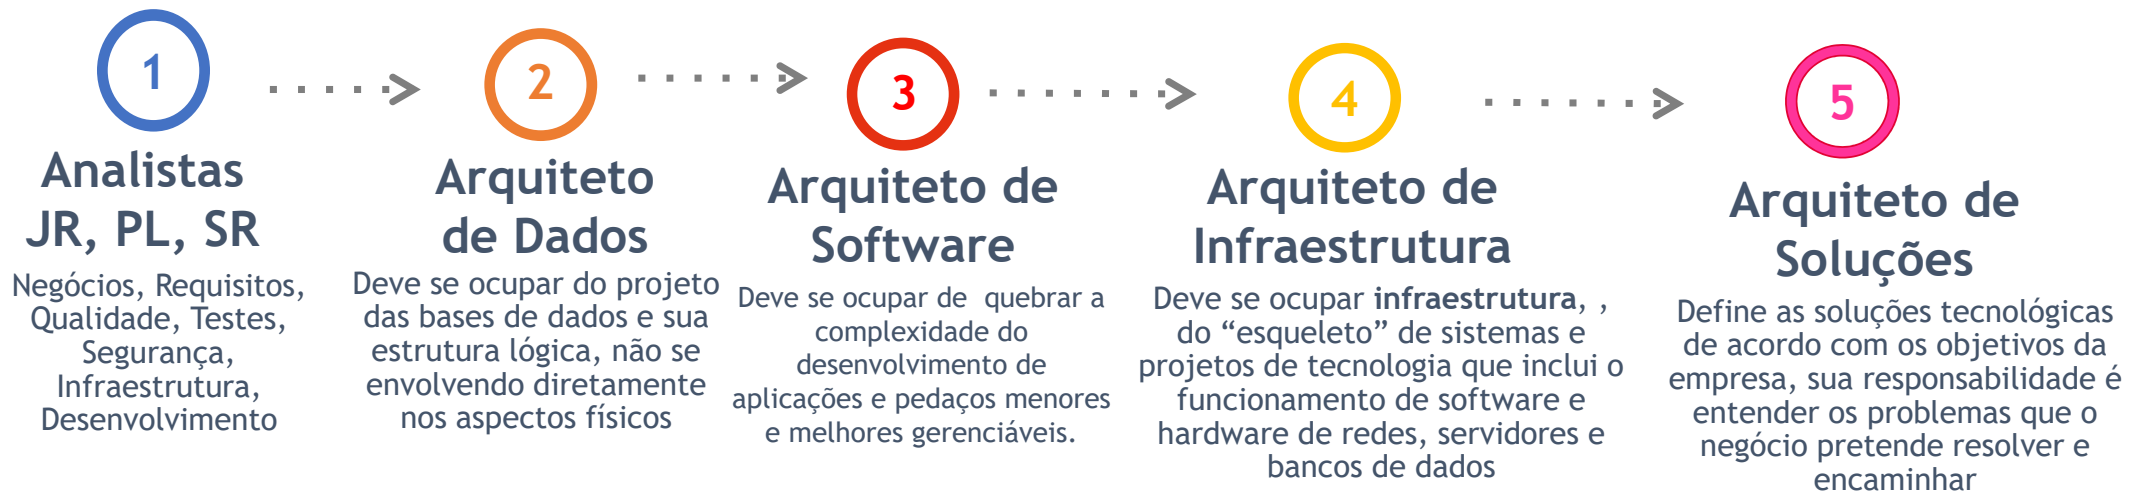 1
Analistas
JR, PL, SR
Negócios, Requisitos,
Qualidade, Testes,
Segurança,
Infraestrutura,
Desenvolvimento
2
Arquiteto
de Dados
Deve se ocupar do projeto
das bases de dados e sua
estrutura lógica, não se
envolvendo diretamente
nos aspectos físicos
3
Arquiteto de
Software
Deve se ocupar de  quebrar a
complexidade do
desenvolvimento de
aplicações e pedaços menores
e melhores gerenciáveis.
4
Arquiteto de
Infraestrutura
Deve se ocupar infraestrutura, ,
do “esqueleto” de sistemas e
projetos de tecnologia que inclui o
funcionamento de software e
hardware de redes, servidores e
bancos de dados
5
Arquiteto de
Soluções
Define as soluções tecnológicas
de acordo com os objetivos da
empresa, sua responsabilidade é
entender os problemas que o
negócio pretende resolver e
encaminhar